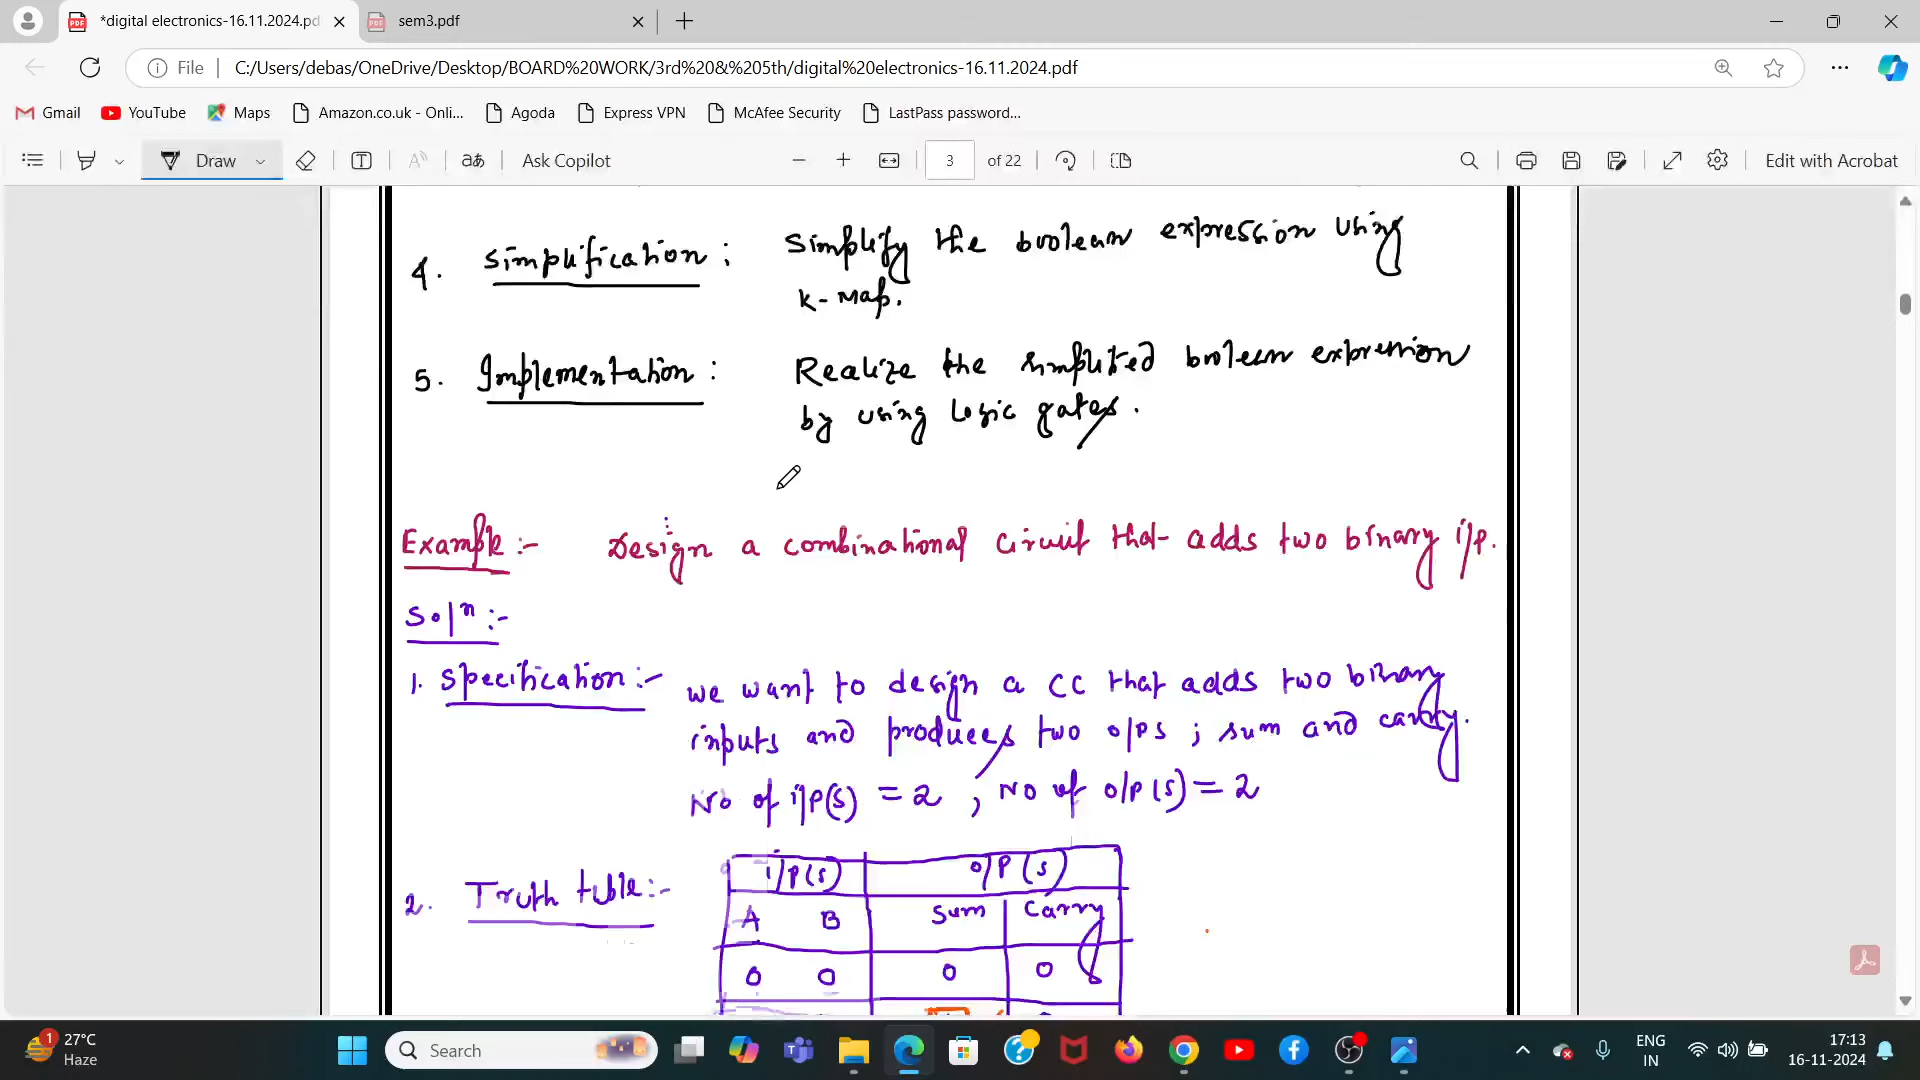 *digital electronics-16.11.2024.pd
sem3.pdf
File
C:/Users/debas/OneDrive/Desktop/BOARD%20WORK/3rd%20&%205th/digital%20electronics-16.11.2024.pdf
Gmail
YouTube
Maps
Amazon.co.uk - Onli...
Agoda
Express VPN
McAfee Security
LastPass password...
Draw
Ask Copilot
3 of 22
Edit with Acrobat
4. Simplification : Simplify the boolean expression using
K-Map.
5. Implementation : Realize the simplified boolean expression
by using Logic gates.
Example :- Design a combinational circuit that adds two binary i/p.
Solⁿ :-
1. Specification :- we want to design a CC that adds two binary
inputs and produces two o/ps ; sum and carry.
No of i/P(s) = 2 , No of o/P(s) = 2
2. Truth table :-
i/P(s) o/P(s)
A B Sum Carry
0 0 0 0
1
27°C
Haze
Search
ENG
IN
17:13
16-11-2024